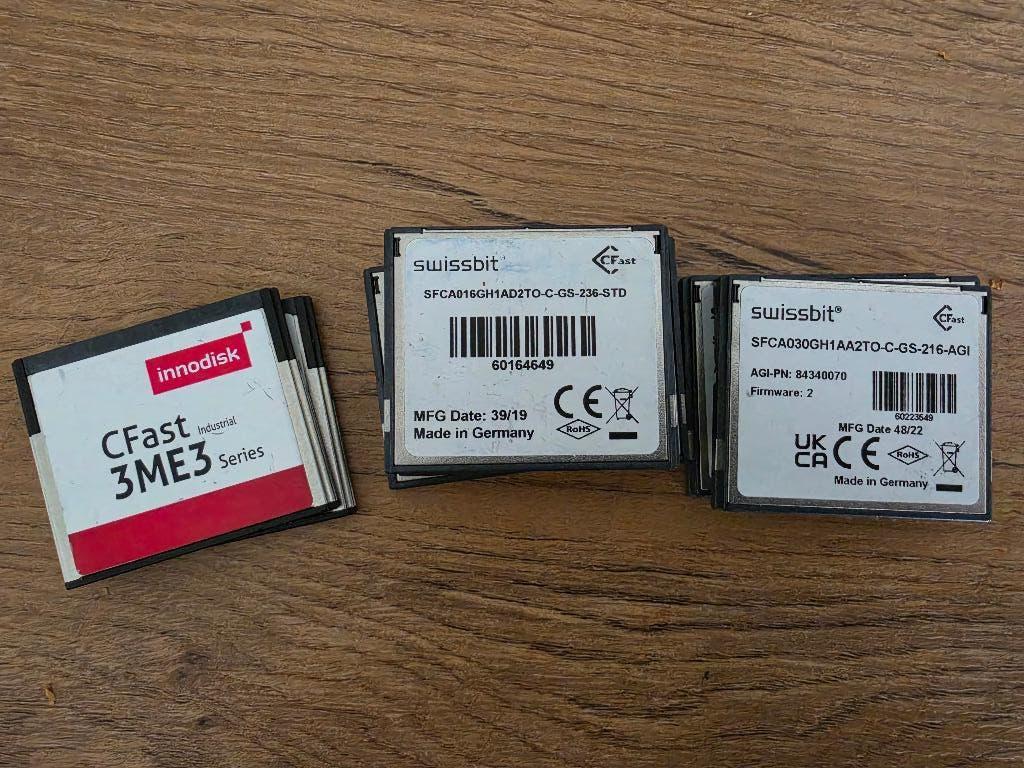 innodisk
CFast Industrial
3ME3 Series
swissbit
CFast
SFCA016GH1AD2TO-C-GS-236-STD
60164649
MFG Date: 39/19
Made in Germany
CE
RoHS
swissbit®
CFast
SFCA030GH1AA2TO-C-GS-216-AGI
AGI-PN: 84340070
Firmware: 2
60223549
MFG Date 48/22
UK
CA
CE
RoHS
Made in Germany